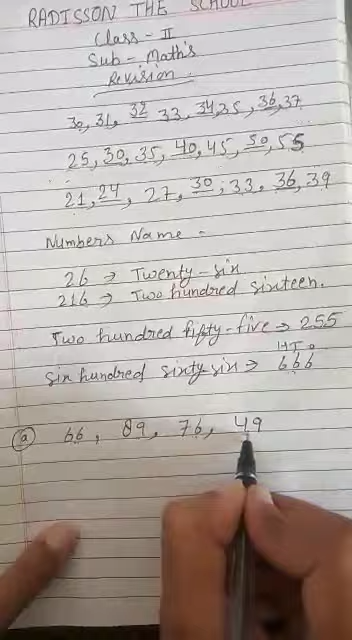 RADISSON THE SCHOOL
Class - II
Sub - Math's
Revision
30, 31, 32 33, 34, 35, 36, 37
25, 30, 35, 40, 45, 50, 55
21, 24, 27, 30, 33, 36, 39
Numbers Name -
26 → Twenty-six
216 → Two hundred sixteen.
Two hundred fifty-five → 255
H T O
Six hundred sixty six → 666
(a) 66, 89, 76, 49